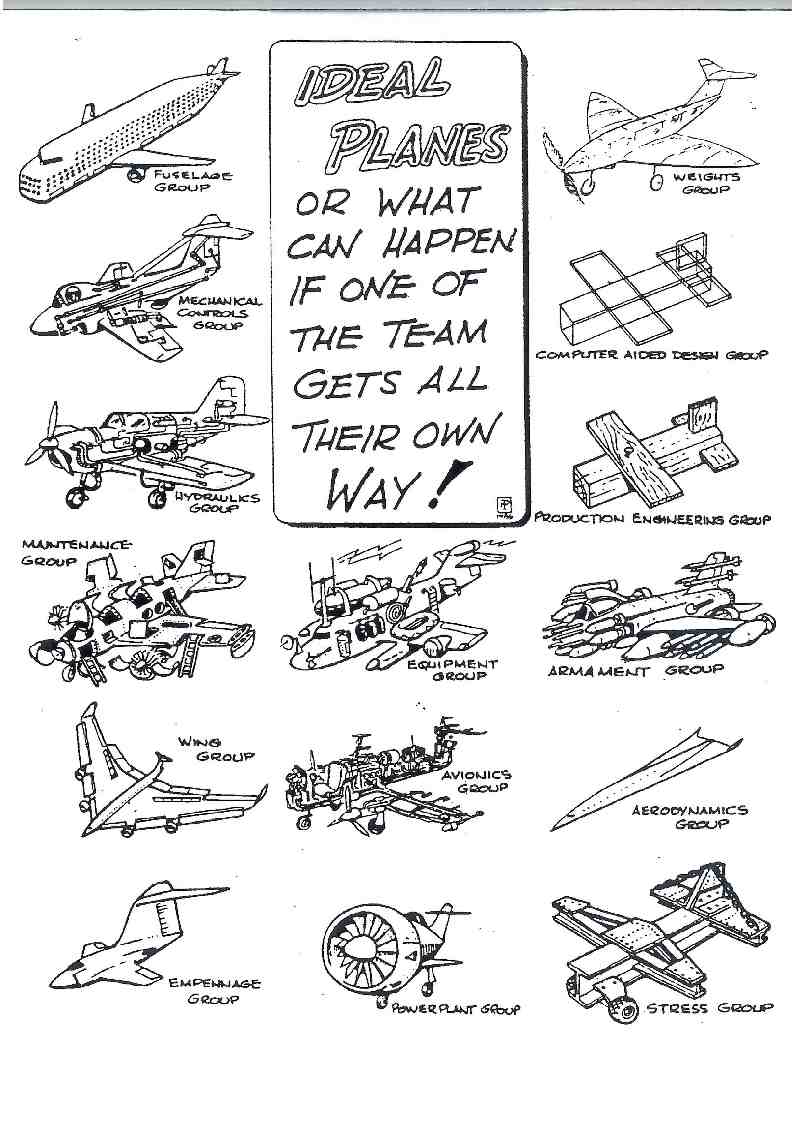 IDEAL
PLANES
OR WHAT
CAN HAPPEN
IF ONE OF
THE TEAM
GETS ALL
THEIR OWN
WAY!
FUSELAGE
GROUP
WEIGHTS
GROUP
MECHANICAL
CONTROLS
GROUP
COMPUTER AIDED DESIGN GROUP
HYDRAULICS
GROUP
PRODUCTION ENGINEERING GROUP
MAINTENANCE
GROUP
EQUIPMENT
GROUP
ARMAMENT GROUP
WING
GROUP
AVIONICS
GROUP
AERODYNAMICS
GROUP
EMPENNAGE
GROUP
POWER PLANT GROUP
STRESS GROUP